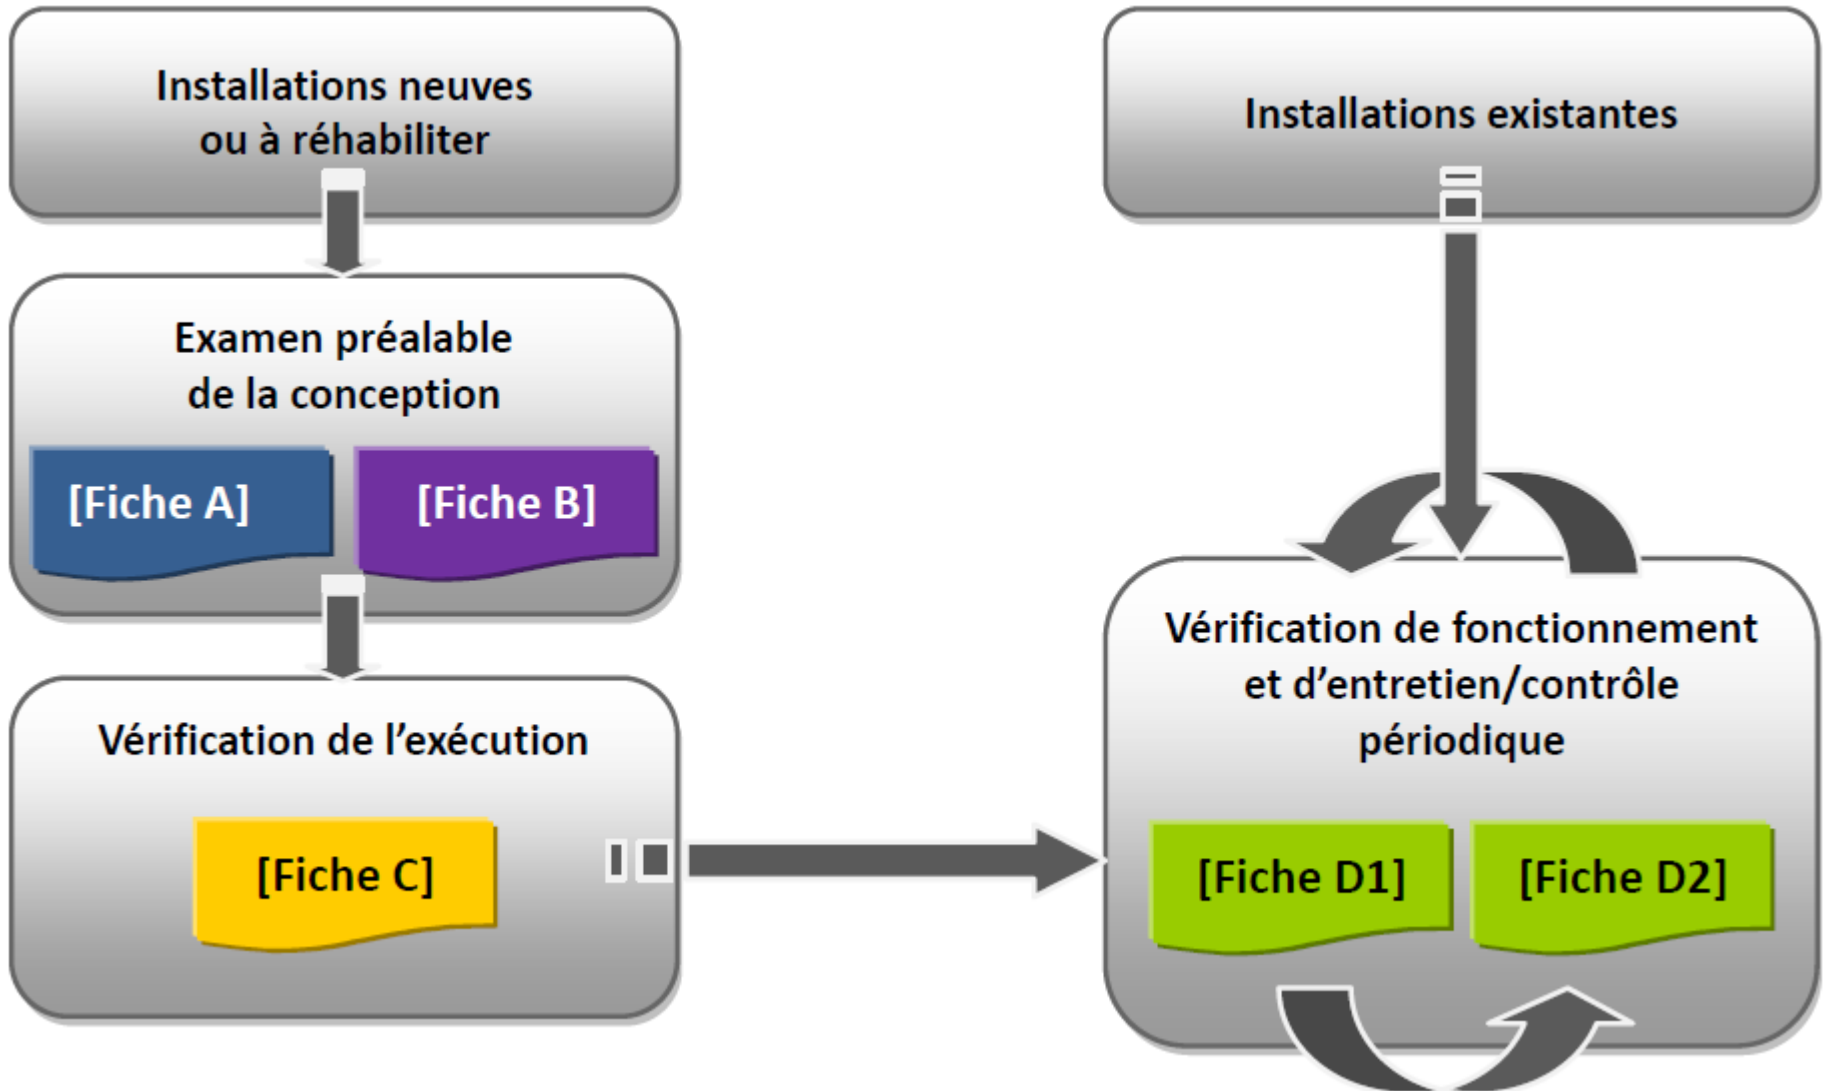 Installations neuves
ou à réhabiliter
Examen préalable
de la conception
[Fiche A]
[Fiche B]
Vérification de l’exécution
[Fiche C]
Installations existantes
Vérification de fonctionnement
et d’entretien/contrôle
périodique
[Fiche D1]
[Fiche D2]